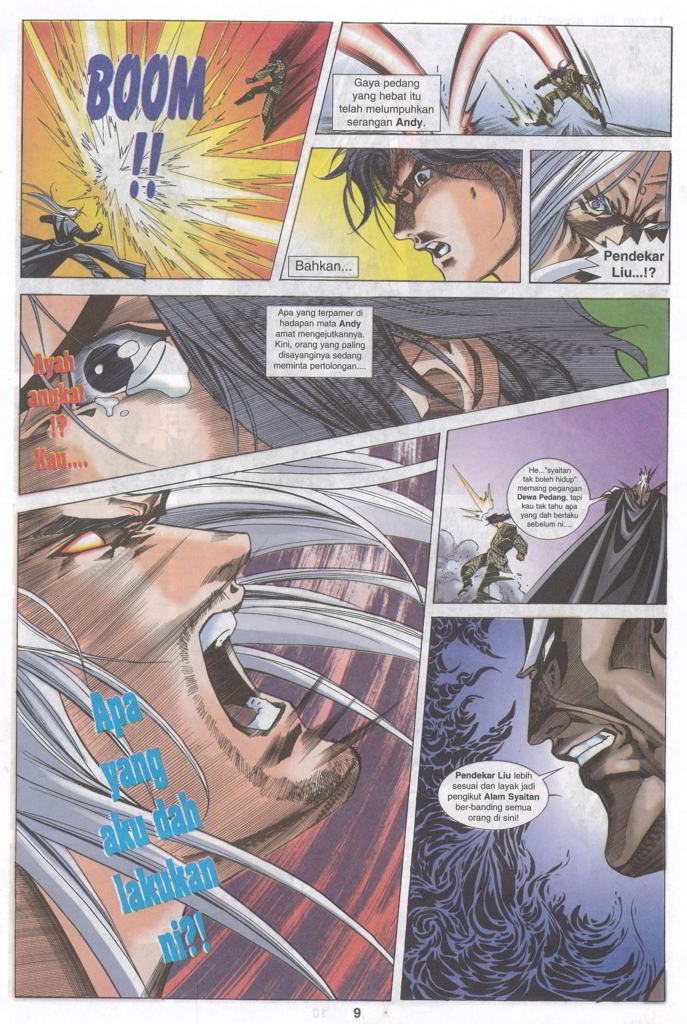 BOOM
!!
Gaya pedang
yang hebat itu
telah melumpuhkan
serangan Andy.
Bahkan...
Pendekar
Liu...!?
Apa yang terpamer di
hadapan mata Andy
amat mengejutkannya.
Kini, orang yang paling
disayanginya sedang
meminta pertolongan....
Ayah
angkat
!?
Kau....
He..."syaitan
tak boleh hidup"
memang pegangan
Dewa Pedang, tapi
kau tak tahu apa
yang dah berlaku
sebelum ni....
Apa
yang
aku dah
lakukan
ni?!
Pendekar Liu lebih
sesuai dan layak jadi
pengikut Alam Syaitan
ber-banding semua
orang di sini!
9